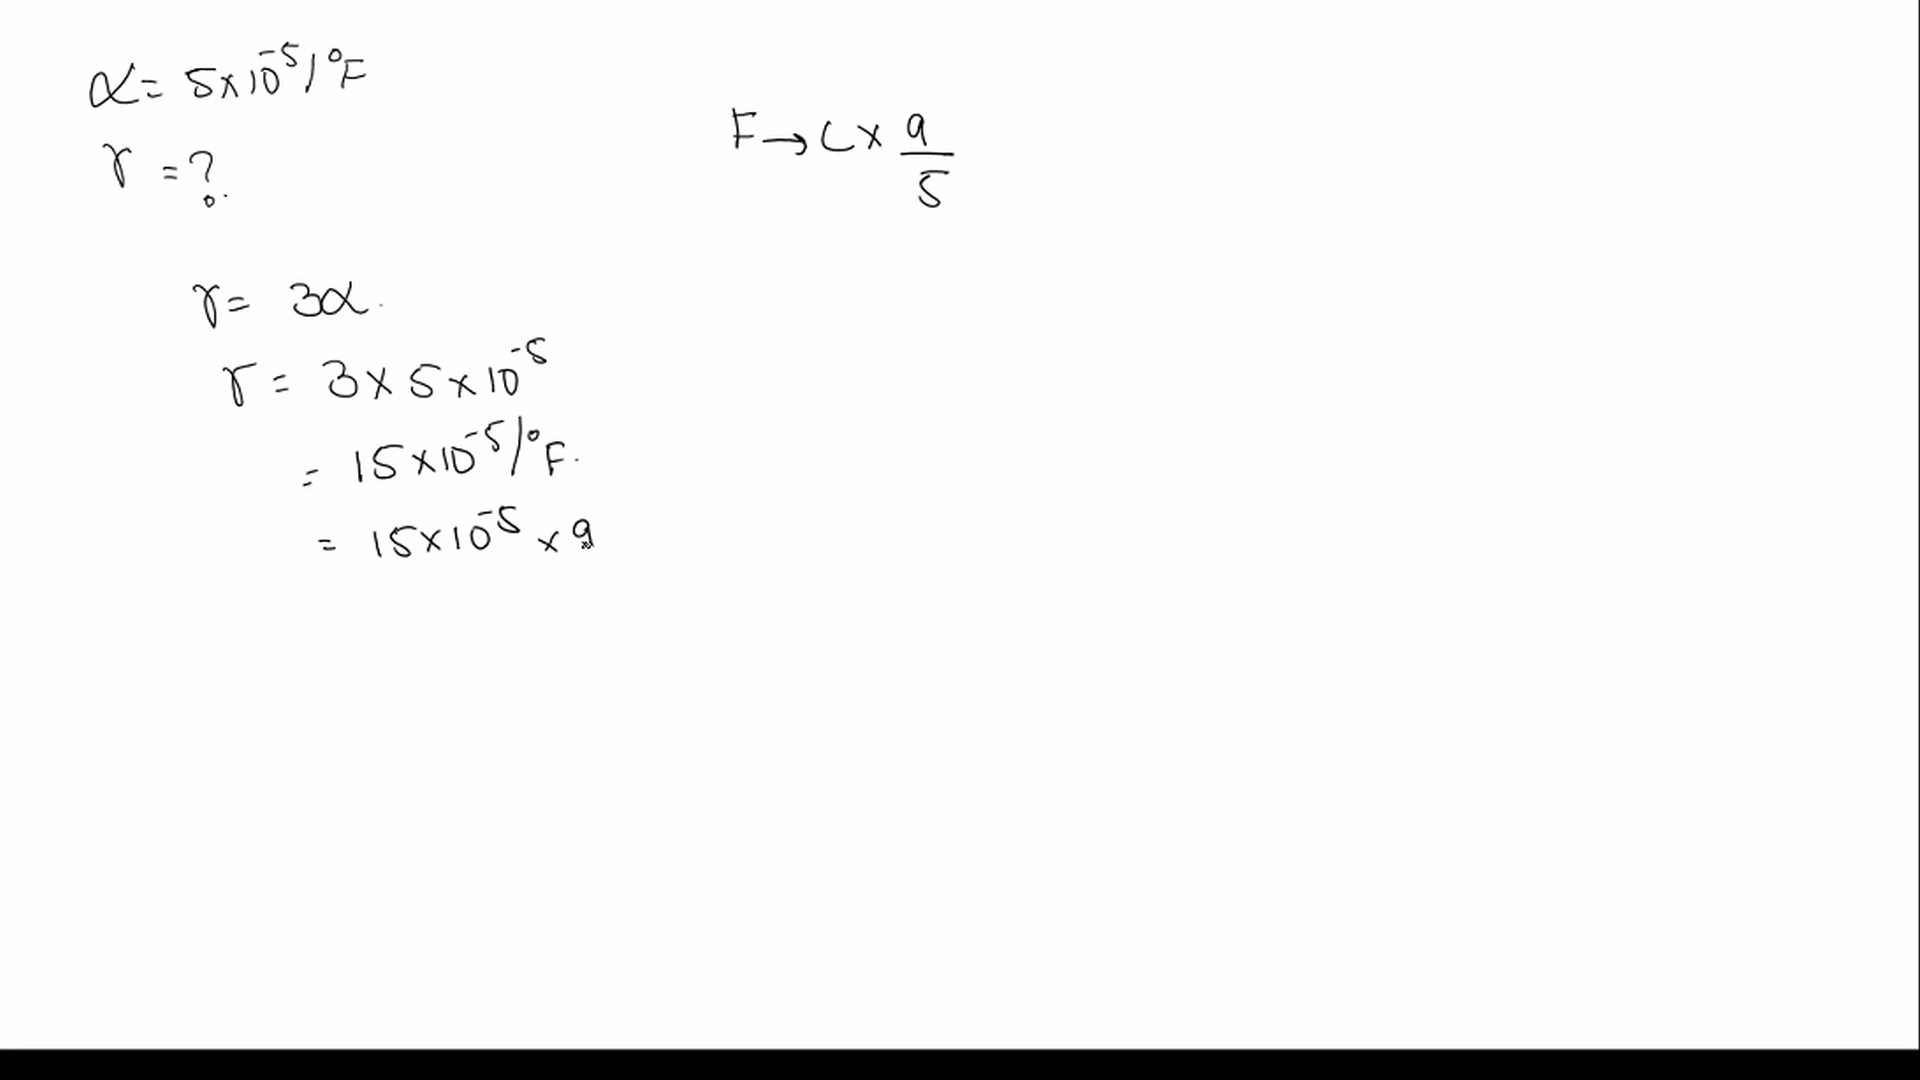 α = 5×10⁻⁵/°F
γ = ?
F → C × 9/5
γ = 3α.
γ = 3 × 5 × 10⁻⁵
= 15×10⁻⁵/°F.
= 15×10⁻⁵ × 9